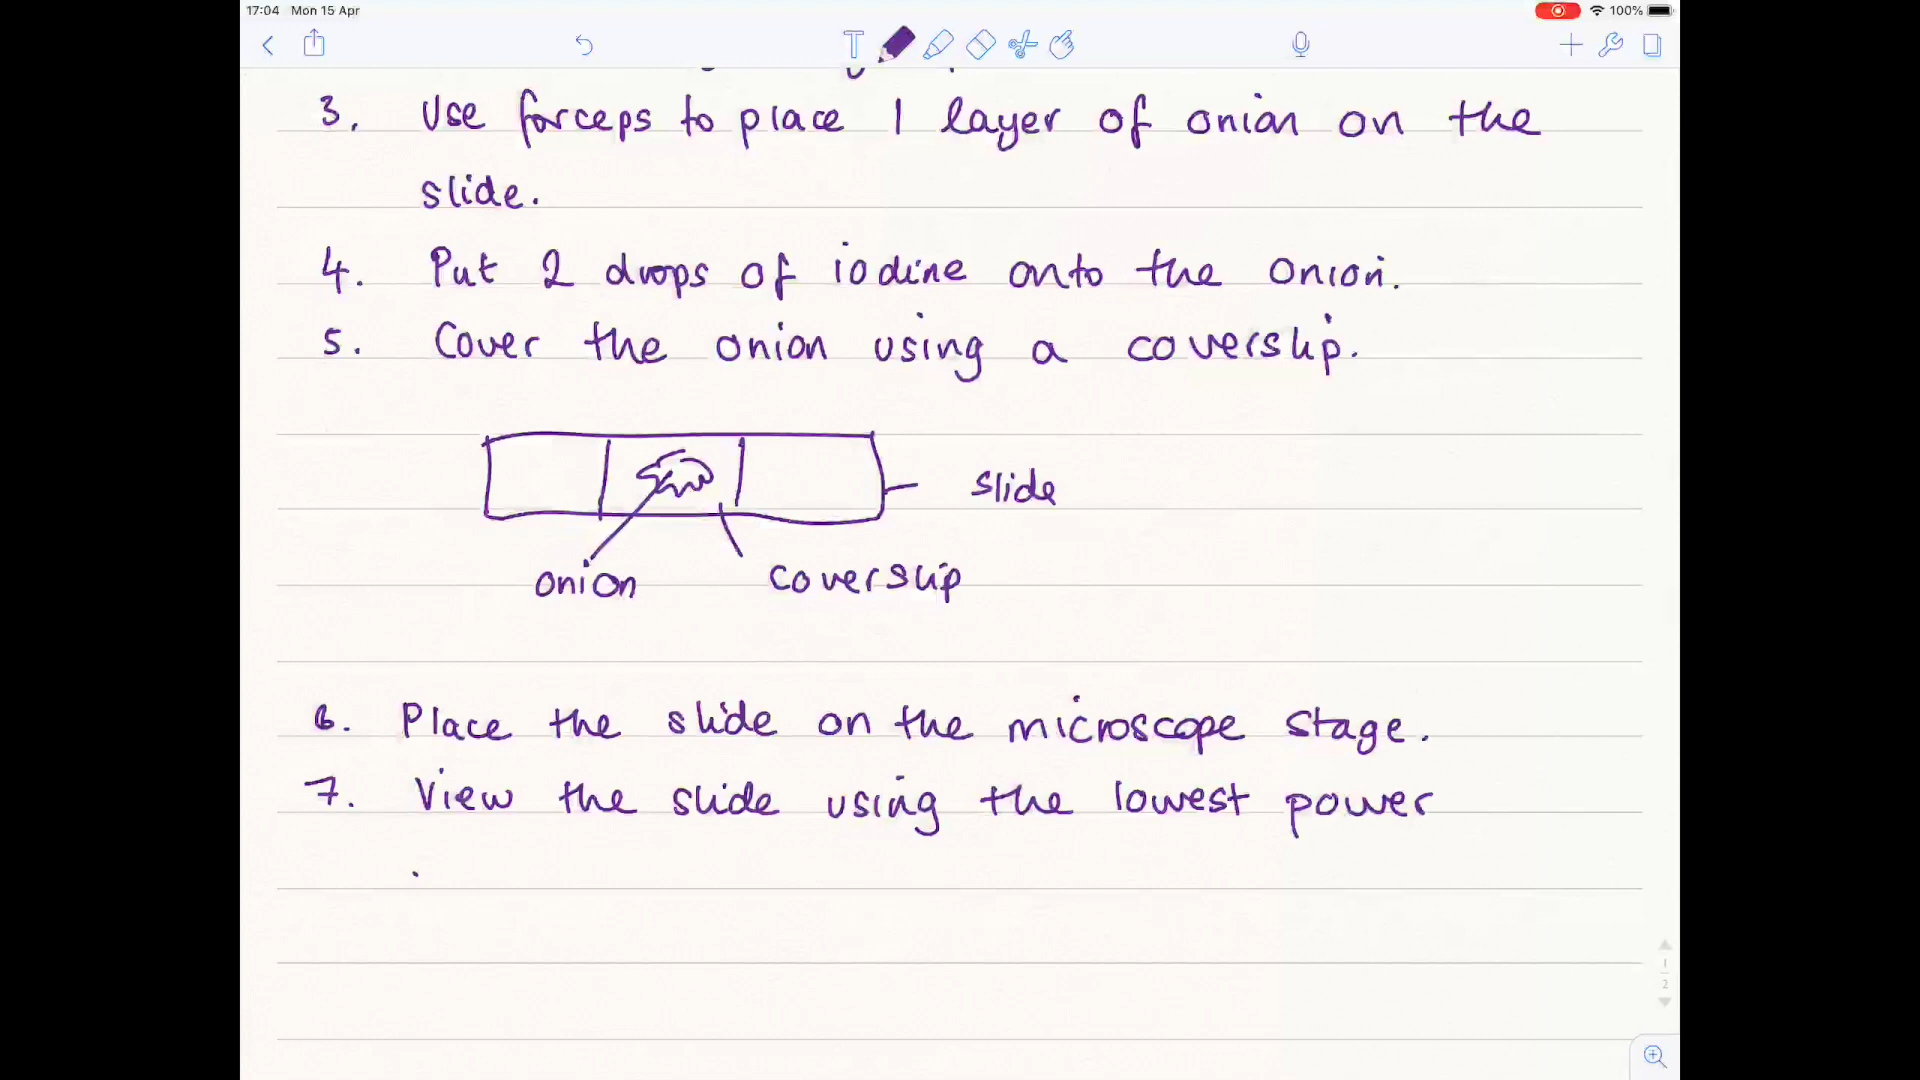 17:04 Mon 15 Apr
100%
T
3. Use forceps to place 1 layer of onion on the
slide.
4. Put 2 drops of iodine onto the onion.
5. Cover the onion using a coverslip.
slide
onion
coverslip
6. Place the slide on the microscope stage.
7. View the slide using the lowest power
1
2